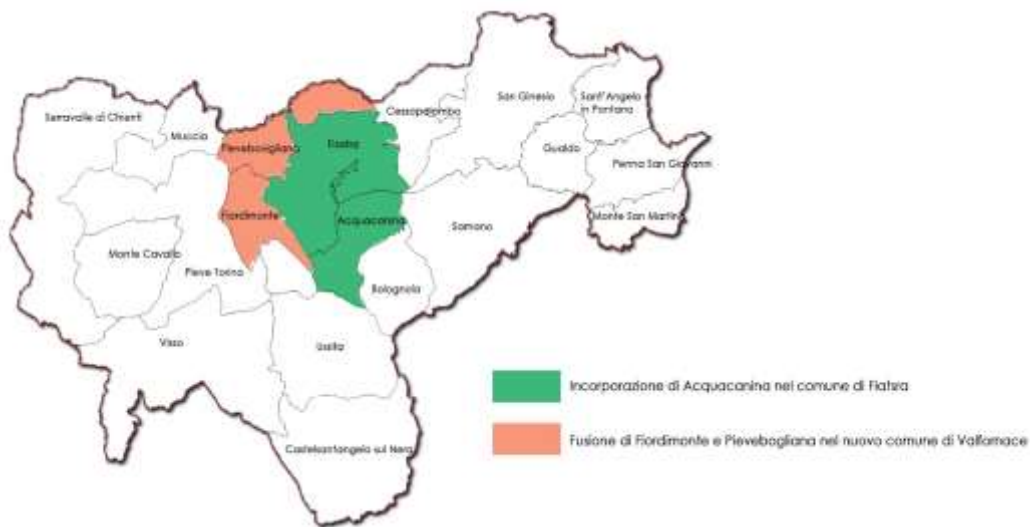 San Ginesio
Sant'Angelo
in Pontano
Cessapalombo
Serravalle di Chienti
Muccia
Pievebovigliana
Fiastra
Gualdo
Penna San Giovanni
Fiordimonte
Acquacanina
Sarnano
Monte San Martino
Monte Cavallo
Pieve Torina
Bolognola
Visso
Ussita
Castelsantangelo sul Nera
Incorporazione di Acquacanina nel comune di Fiatsra
Fusione di Fiordimonte e Pievebogliana nel nuovo comune di Valfornace